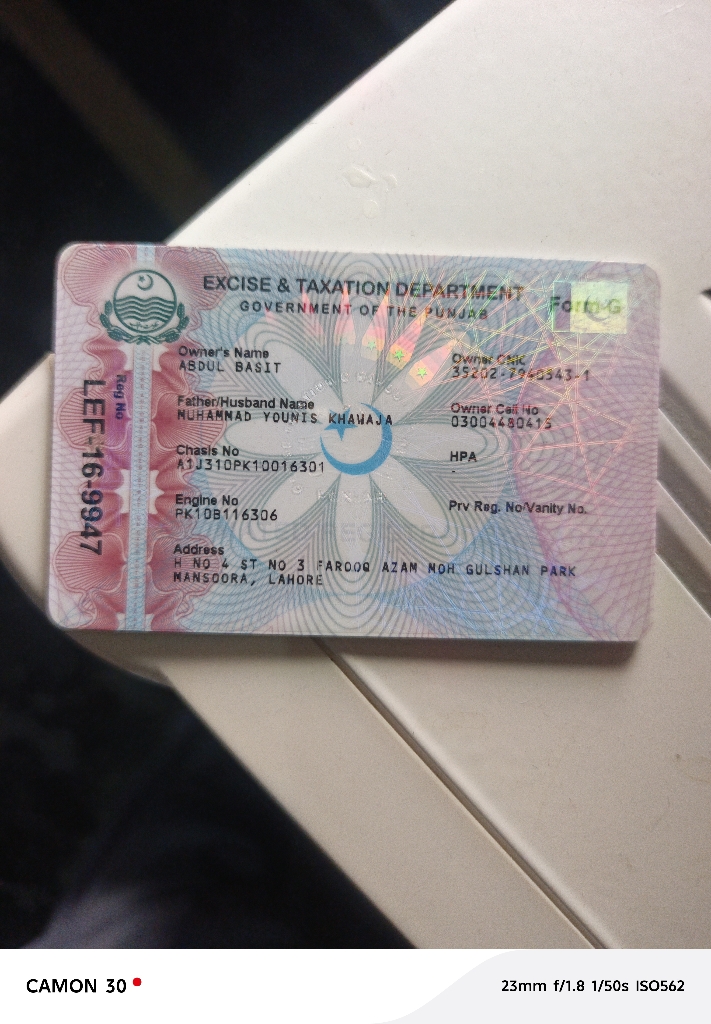 EXCISE & TAXATION DEPARTMENT
GOVERNMENT OF THE PUNJAB
Form-G
Reg No
LEF-16-9947
Owner's Name
ABDUL BASIT
Owner CNIC
Father/Husband Name
MUHAMMAD YOUNIS KHAWAJA
Owner Cell No
03004480415
Chasis No
A1J310PK10016301
HPA
-
Engine No
PK10B116306
Prv Reg. No/Vanity No.
Address
H NO 4 ST NO 3 FAROOQ AZAM MOH GULSHAN PARK
MANSOORA, LAHORE
CAMON 30
23mm f/1.8 1/50s ISO562